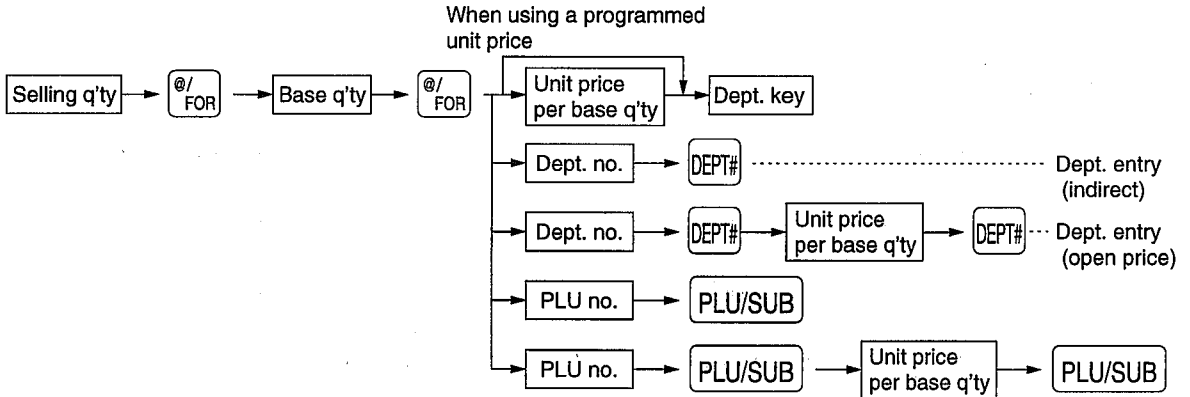 When using a programmed
unit price
Selling q'ty
@/
FOR
Base q'ty
@/
FOR
Unit price
per base q'ty
Dept. key
Dept. no.
DEPT#
Dept. entry
(indirect)
Dept. no.
DEPT#
Unit price
per base q'ty
DEPT#
Dept. entry
(open price)
PLU no.
PLU/SUB
PLU no.
PLU/SUB
Unit price
per base q'ty
PLU/SUB